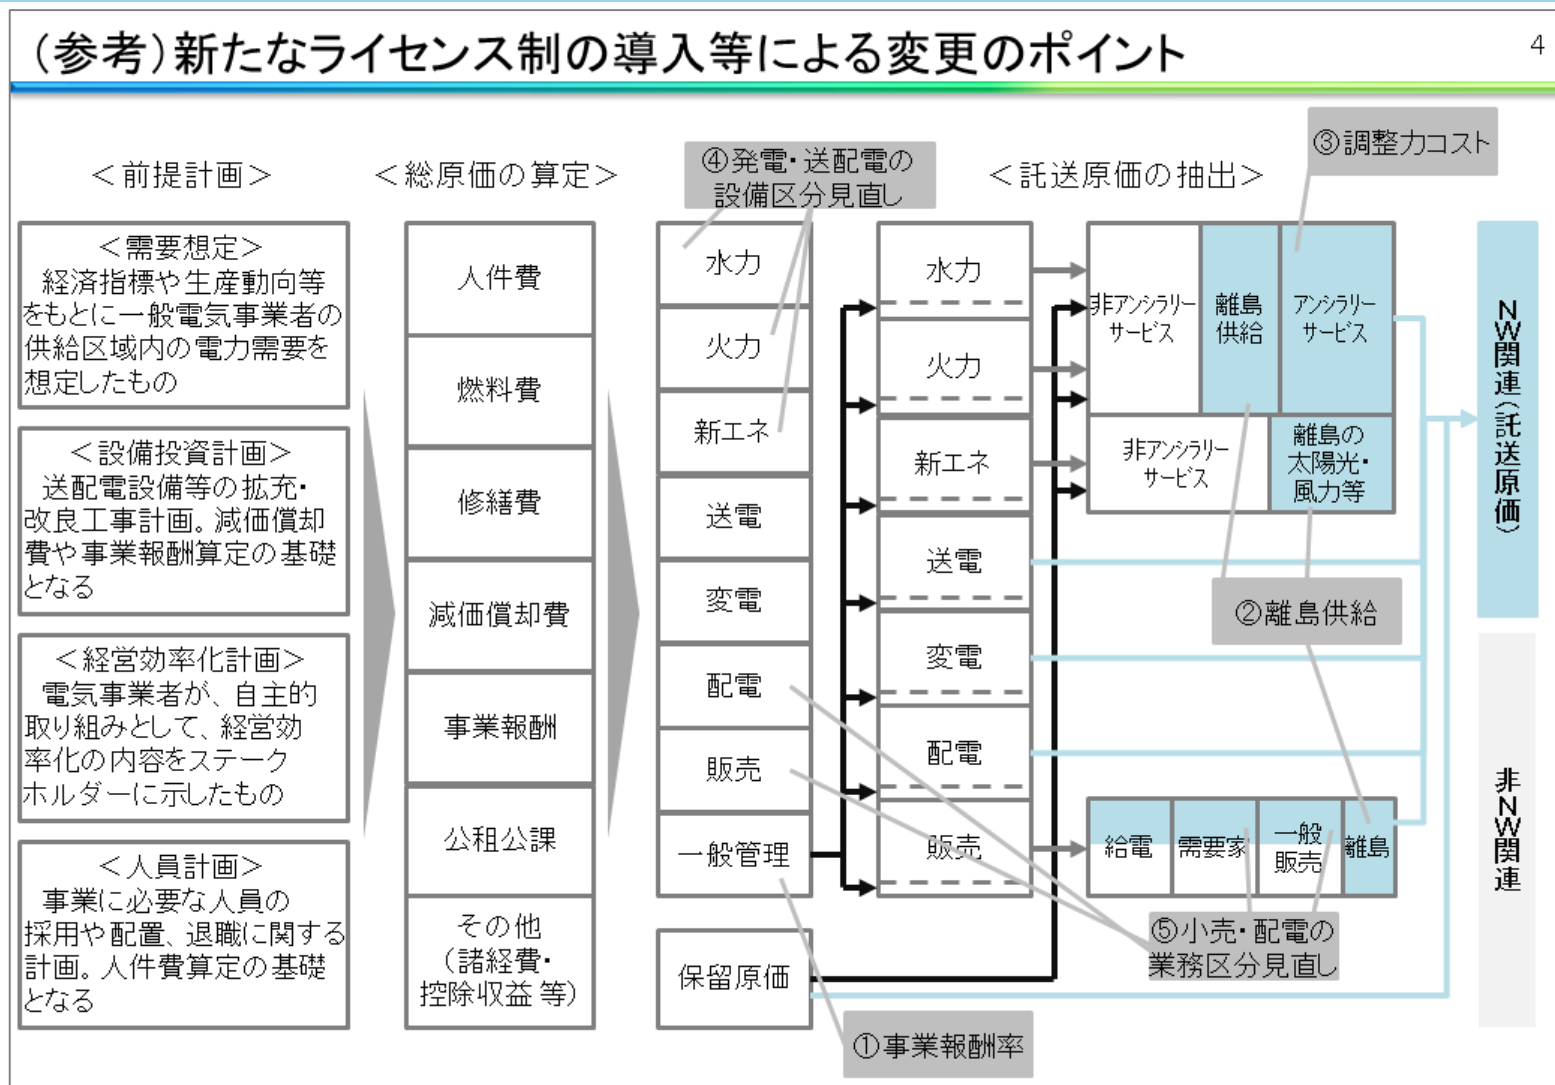 (参考)新たなライセンス制の導入等による変更のポイント
4
＜前提計画＞
＜総原価の算定＞
④発電・送配電の
設備区分見直し
＜託送原価の抽出＞
③調整力コスト
＜需要想定＞
経済指標や生産動向等
をもとに一般電気事業者の
供給区域内の電力需要を
想定したもの
＜設備投資計画＞
送配電設備等の拡充・
改良工事計画。減価償却
費や事業報酬算定の基礎
となる
＜経営効率化計画＞
電気事業者が、自主的
取り組みとして、経営効
率化の内容をステーク
ホルダーに示したもの
＜人員計画＞
事業に必要な人員の
採用や配置、退職に関する
計画。人件費算定の基礎
となる
人件費
燃料費
修繕費
減価償却費
事業報酬
公租公課
その他
（諸経費・
控除収益 等）
水力
火力
新エネ
送電
変電
配電
販売
一般管理
保留原価
①事業報酬率
水力
火力
新エネ
送電
変電
配電
販売
非アンシラリー
サービス
離島
供給
アンシラリー
サービス
非アンシラリー
サービス
離島の
太陽光・
風力等
②離島供給
給電
需要家
一般
販売
離島
⑤小売・配電の
業務区分見直し
NW関連（託送原価）
非NW関連